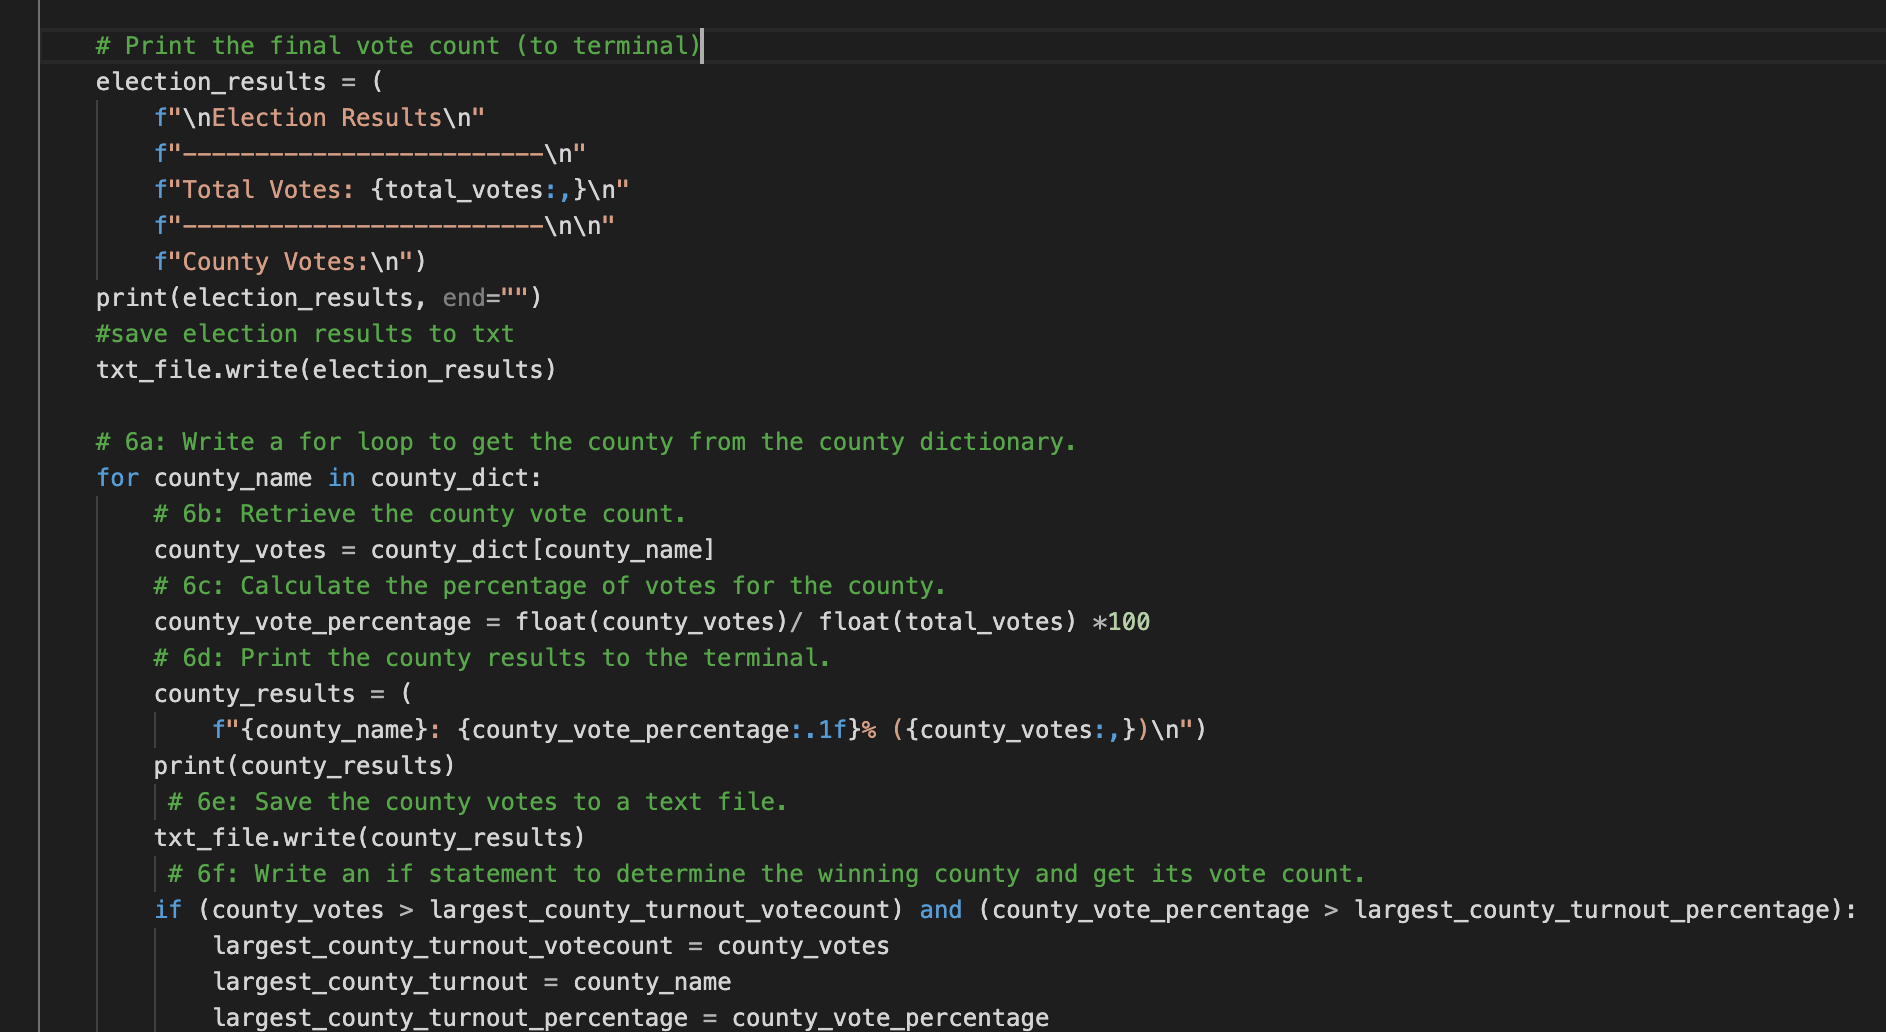 # Print the final vote count (to terminal)
election_results = (
f"\nElection Results\n"
f"-------------------------\n"
f"Total Votes: {total_votes:,}\n"
f"-------------------------\n\n"
f"County Votes:\n")
print(election_results, end="")
#save election results to txt
txt_file.write(election_results)
# 6a: Write a for loop to get the county from the county dictionary.
for county_name in county_dict:
# 6b: Retrieve the county vote count.
county_votes = county_dict[county_name]
# 6c: Calculate the percentage of votes for the county.
county_vote_percentage = float(county_votes)/ float(total_votes) *100
# 6d: Print the county results to the terminal.
county_results = (
f"{county_name}: {county_vote_percentage:.1f}% ({county_votes:,})\n")
print(county_results)
# 6e: Save the county votes to a text file.
txt_file.write(county_results)
# 6f: Write an if statement to determine the winning county and get its vote count.
if (county_votes > largest_county_turnout_votecount) and (county_vote_percentage > largest_county_turnout_percentage):
largest_county_turnout_votecount = county_votes
largest_county_turnout = county_name
largest_county_turnout_percentage = county_vote_percentage